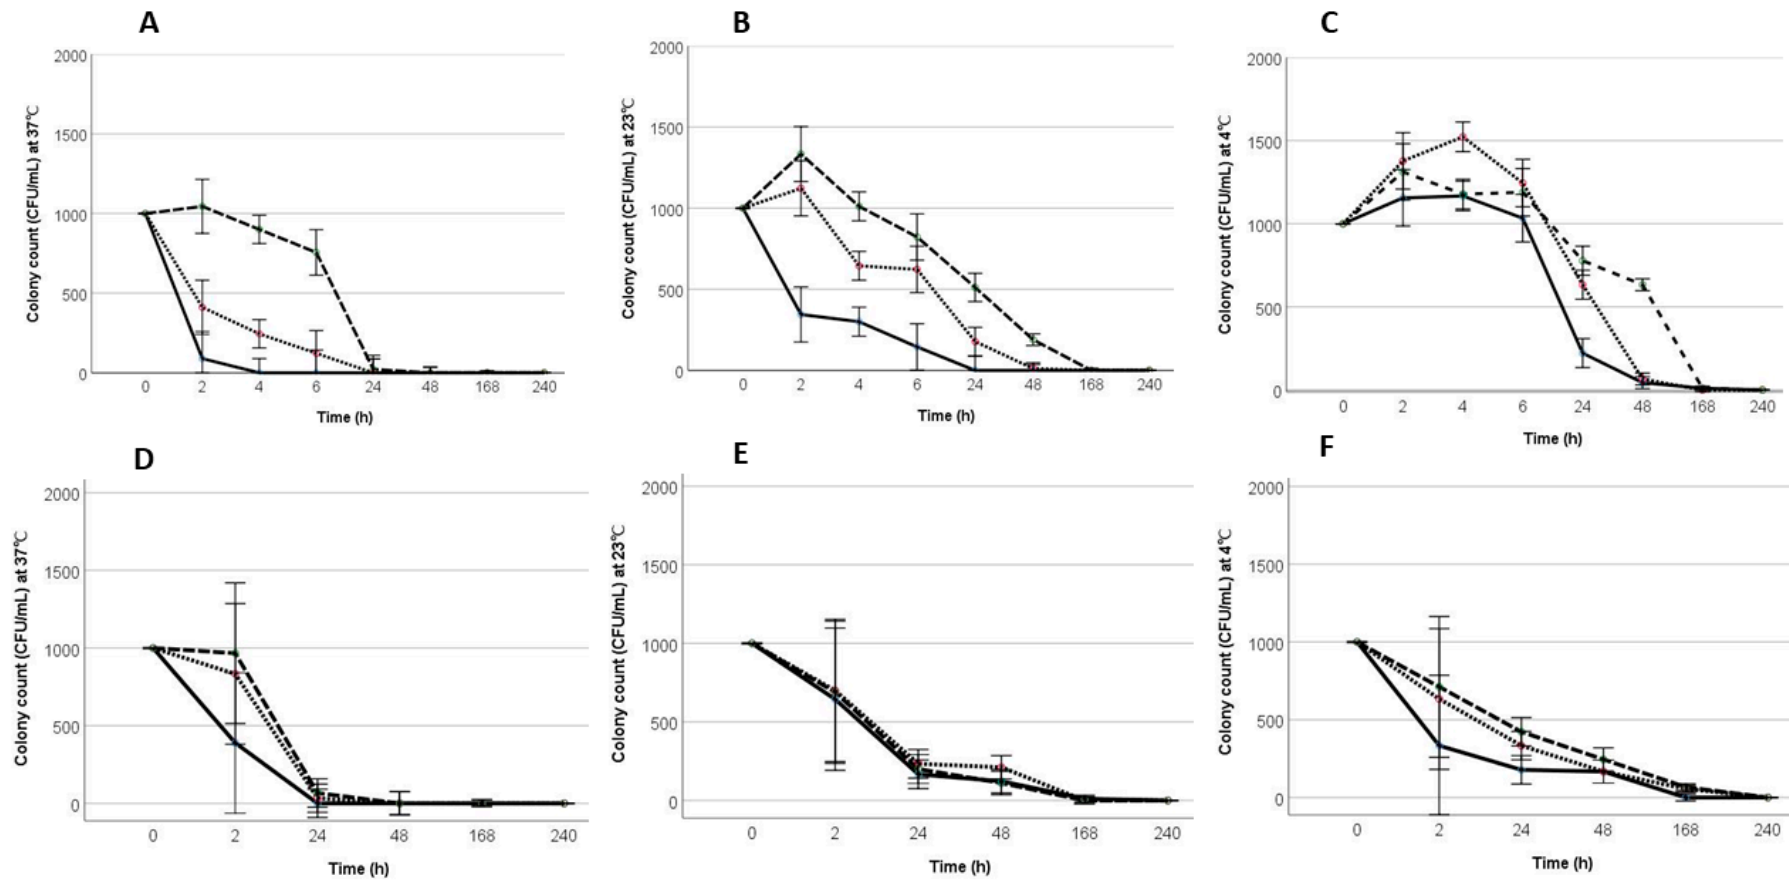 A
Colony count (CFU/mL) at 37℃
2000
1500
1000
500
0
0 2 4 6 24 48 168 240
Time (h)
B
Colony count (CFU/mL) at 23℃
2000
1500
1000
500
0
0 2 4 6 24 48 168 240
Time (h)
C
Colony count (CFU/mL) at 4℃
2000
1500
1000
500
0
0 2 4 6 24 48 168 240
Time (h)
D
Colony count (CFU/mL) at 37℃
2000
1500
1000
500
0
0 2 24 48 168 240
Time (h)
E
Colony count (CFU/mL) at 23℃
2000
1500
1000
500
0
0 2 24 48 168 240
Time (h)
F
Colony count (CFU/mL) at 4℃
2000
1500
1000
500
0
0 2 24 48 168 240
Time (h)